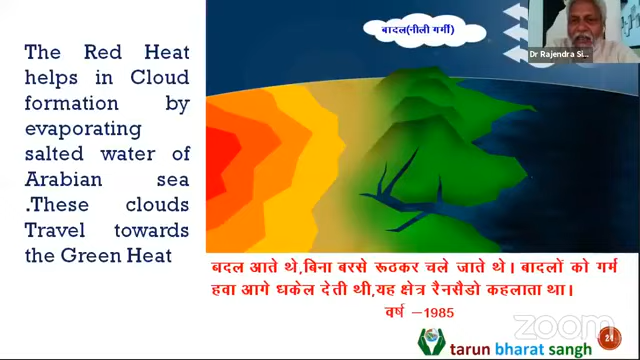 बादल(नीली गर्मी)
Dr Rajendra Si...
The Red Heat
helps in Cloud
formation by
evaporating
salted water of
Arabian sea
.These clouds
Travel towards
the Green Heat
बदल आते थे,बिना बरसे रूठकर चले जाते थे। बादलों को गर्म
हवा आगे धकेल देती थी,यह क्षेत्र रैनसैडो कहलाता था।
वर्ष –1985
zoom
tarun bharat sangh